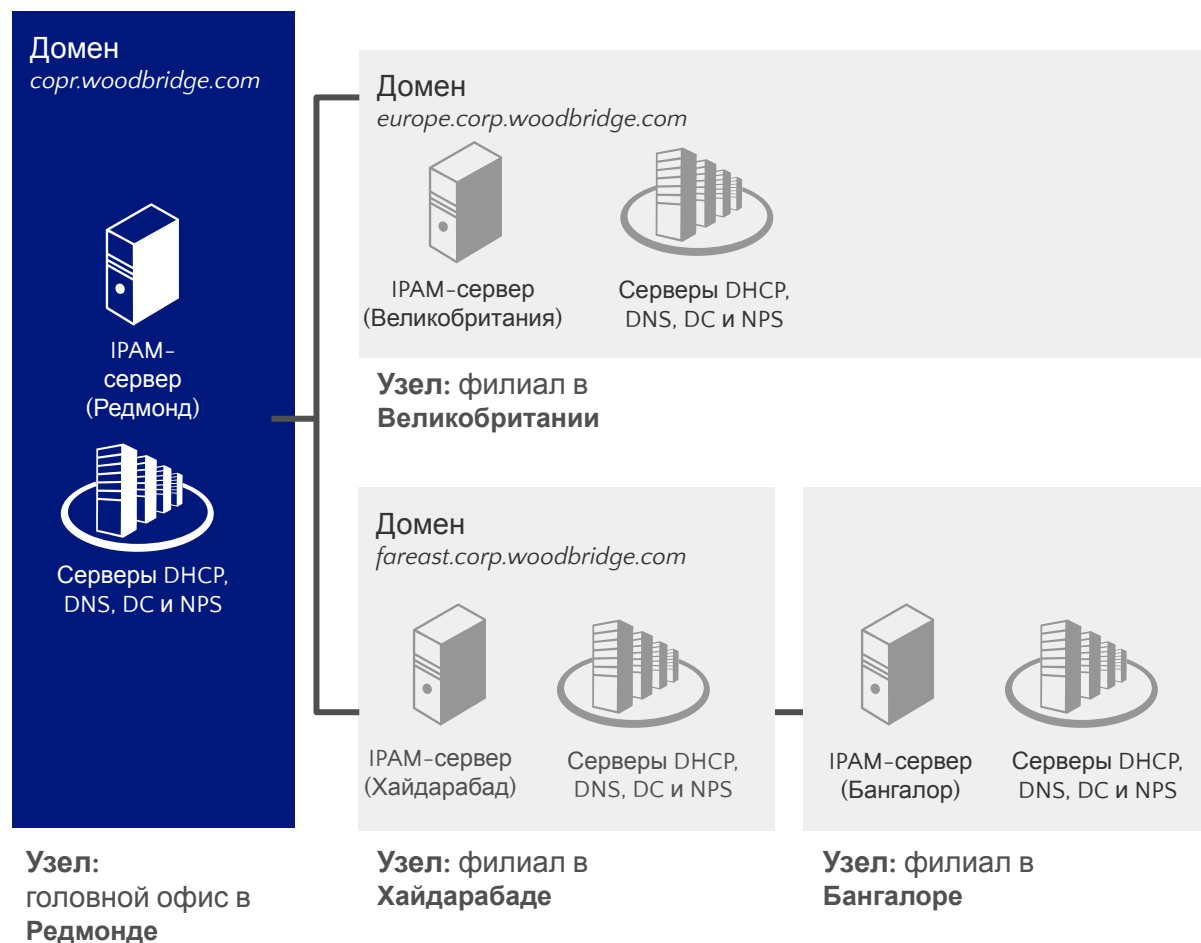 Домен
copr.woodbridge.com
IPAM-
сервер
(Редмонд)
Серверы DHCP,
DNS, DC и NPS
Узел:
головной офис в
Редмонде
Домен
europe.corp.woodbridge.com
IPAM-сервер
(Великобритания)
Серверы DHCP,
DNS, DC и NPS
Узел: филиал в
Великобритании
Домен
fareast.corp.woodbridge.com
IPAM-сервер
(Хайдарабад)
Серверы DHCP,
DNS, DC и NPS
Узел: филиал в
Хайдарабаде
IPAM-сервер
(Бангалор)
Серверы DHCP,
DNS, DC и NPS
Узел: филиал в
Бангалоре